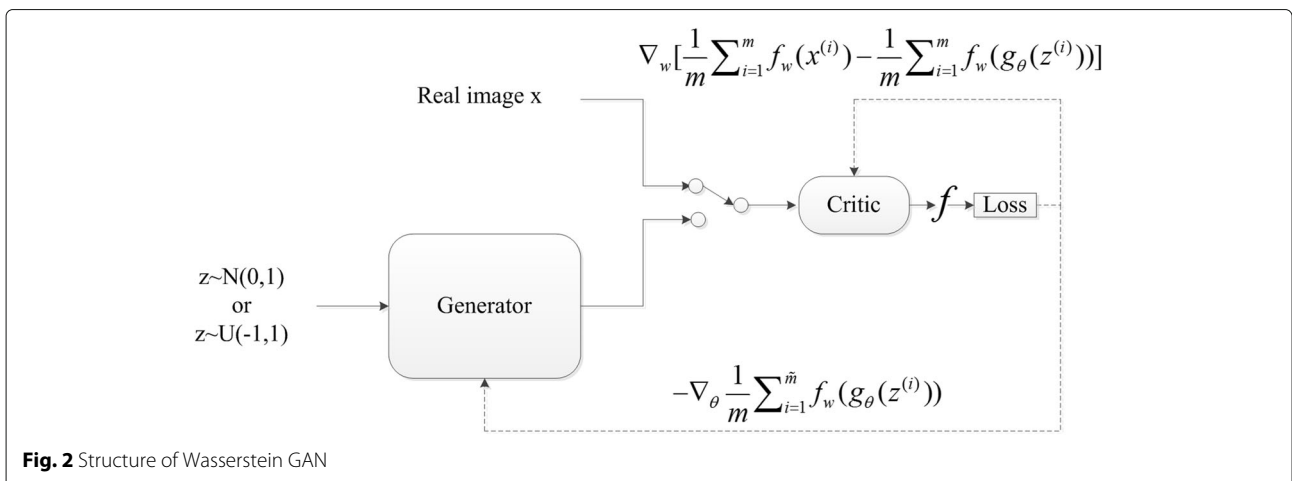 ∇_w[1/m ∑_{i=1}^{m} f_w(x^{(i)}) − 1/m ∑_{i=1}^{m} f_w(g_θ(z^{(i)}))]
Real image x
Critic
f
Loss
z~N(0,1)
or
z~U(-1,1)
Generator
−∇_θ 1/m ∑_{i=1}^{m̃} f_w(g_θ(z^{(i)}))
Fig. 2 Structure of Wasserstein GAN